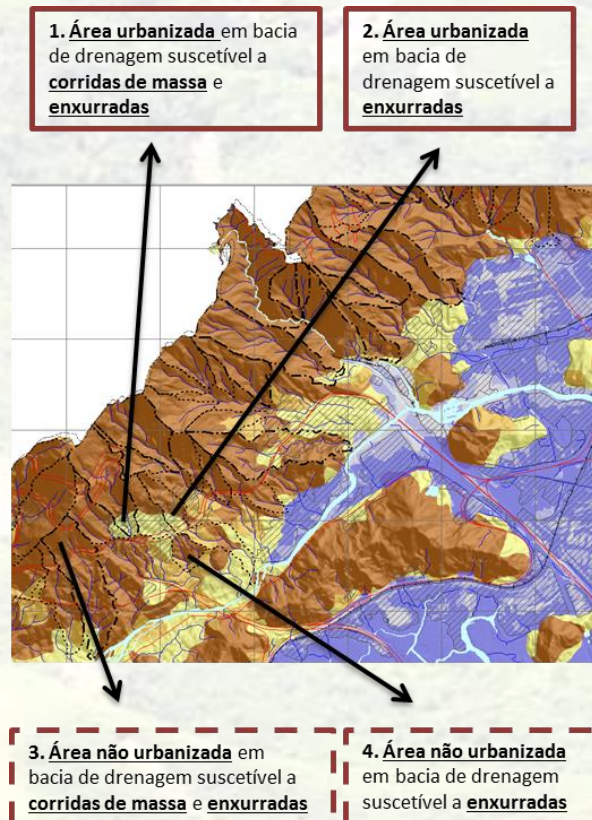 1. Área urbanizada em bacia
de drenagem suscetível a
corridas de massa e
enxurradas
2. Área urbanizada
em bacia de
drenagem suscetível a
enxurradas
3. Área não urbanizada em
bacia de drenagem suscetível a
corridas de massa e enxurradas
4. Área não urbanizada
em bacia de drenagem
suscetível a enxurradas